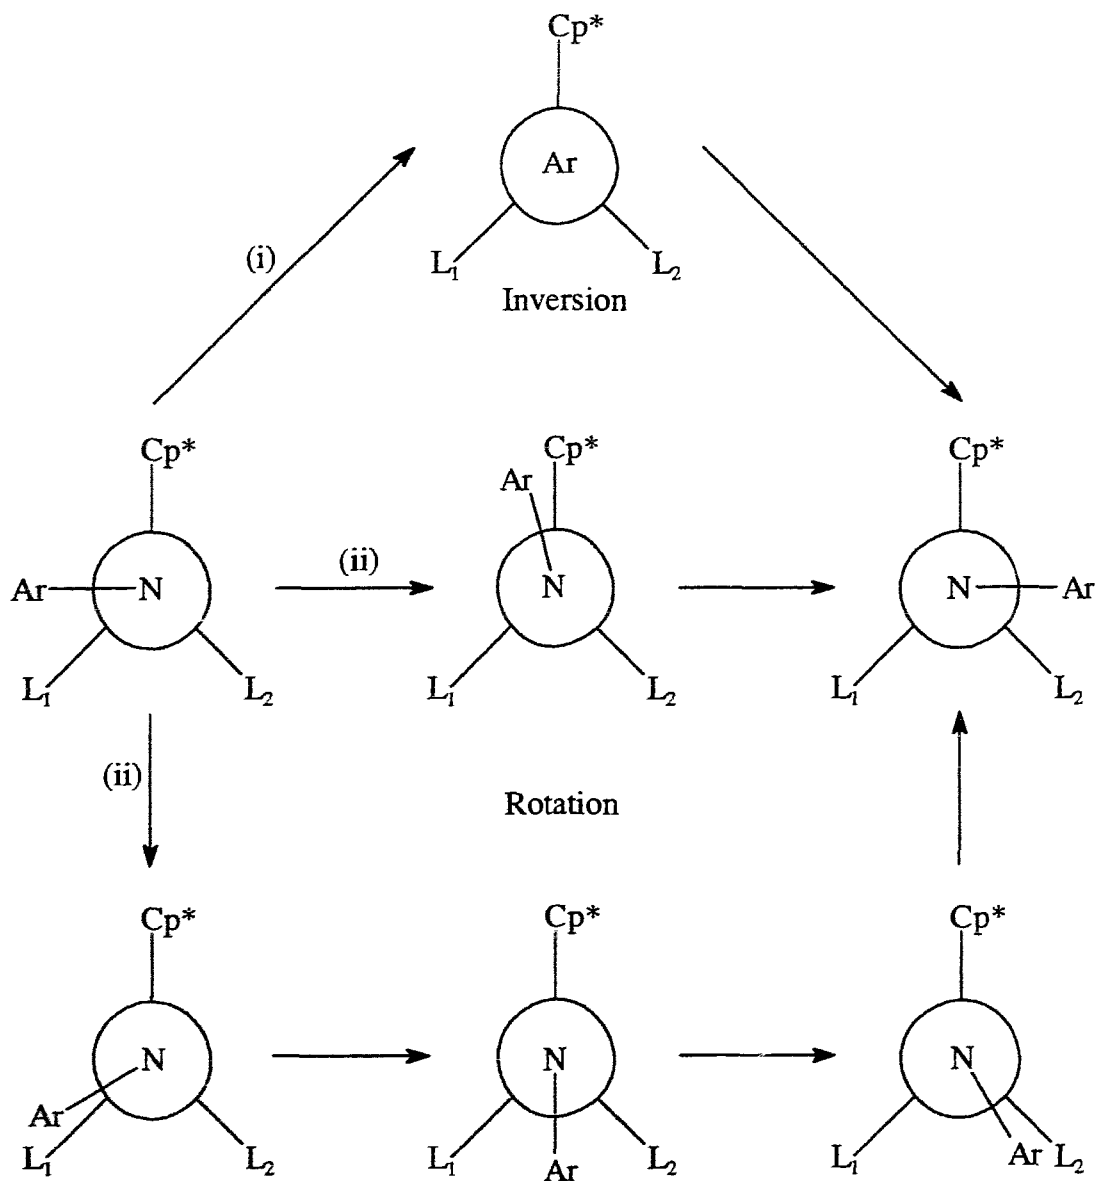 Cp*
Ar
L₁ L₂
(i)
Inversion
Cp* Cp* Cp*
Ar
Ar N (ii) N N Ar
L₁ L₂ L₁ L₂ L₁ L₂
(ii)
Rotation
Cp* Cp* Cp*
N N N
Ar Ar Ar
L₁ L₂ L₁ L₂ L₁ L₂